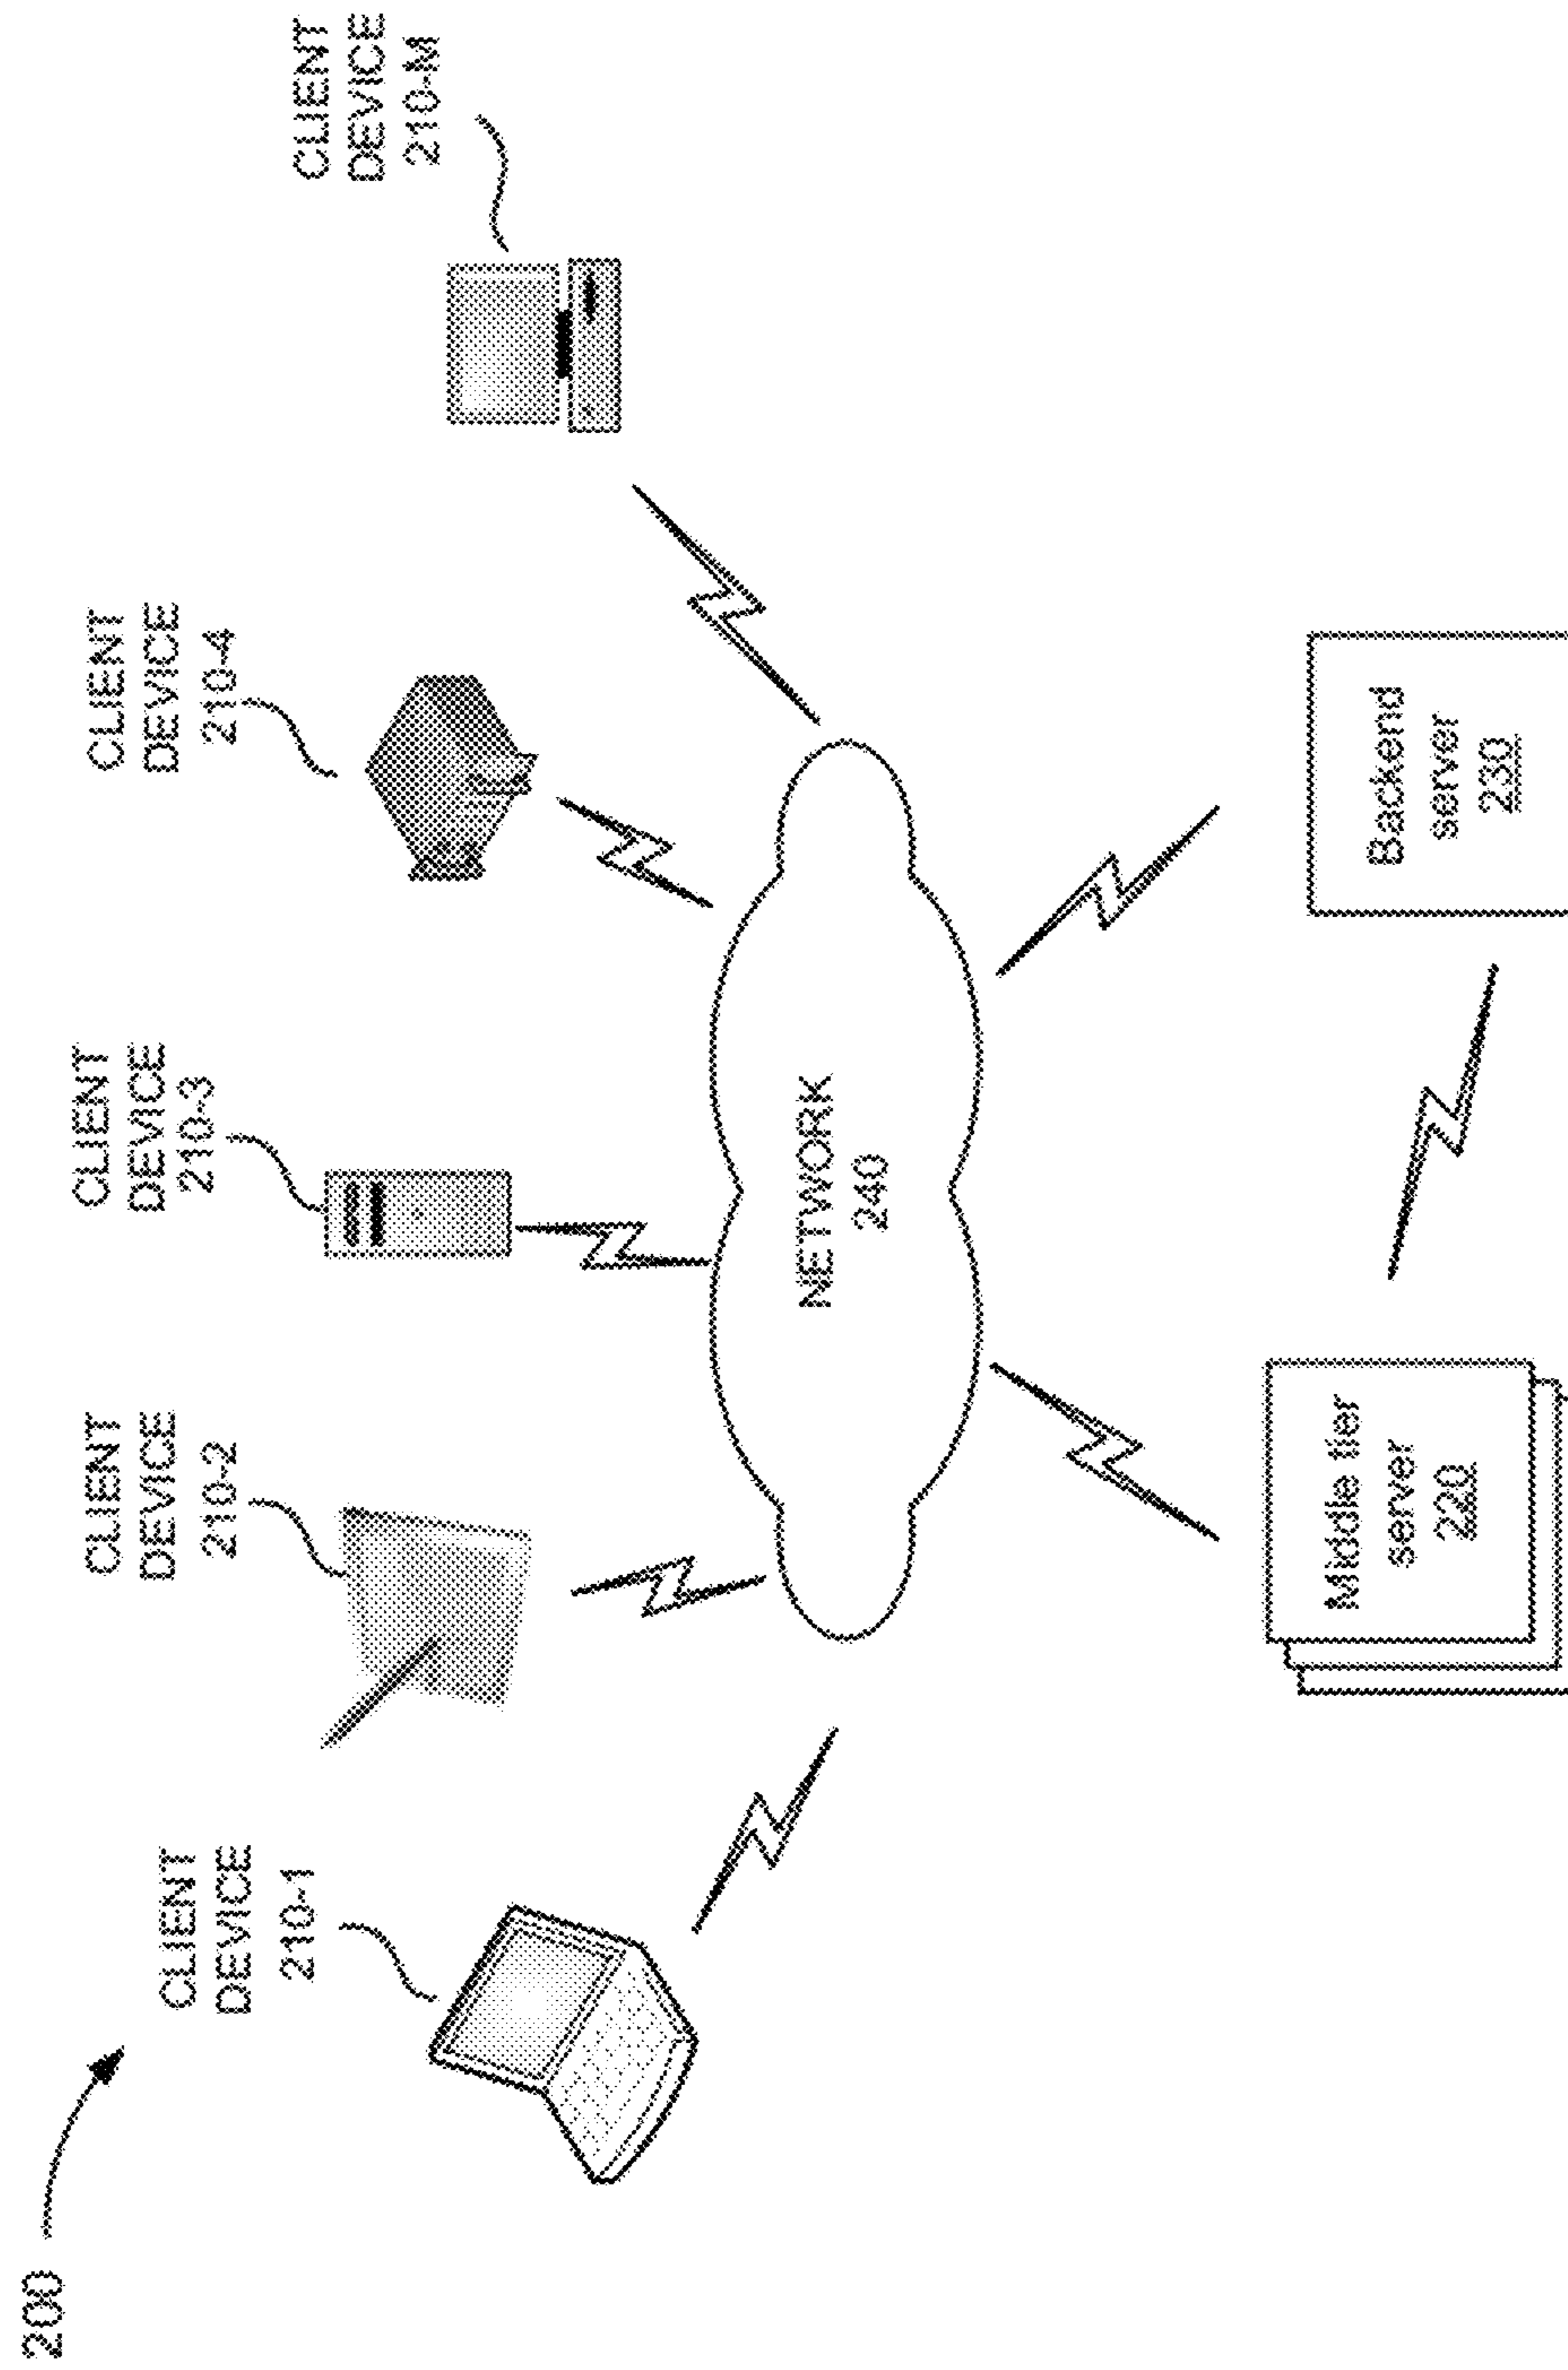 200
CLIENT
DEVICE
210-1
CLIENT
DEVICE
210-2
CLIENT
DEVICE
210-3
CLIENT
DEVICE
210-4
CLIENT
DEVICE
210-M
NETWORK
240
Middle tier
server
220
Backend
server
230